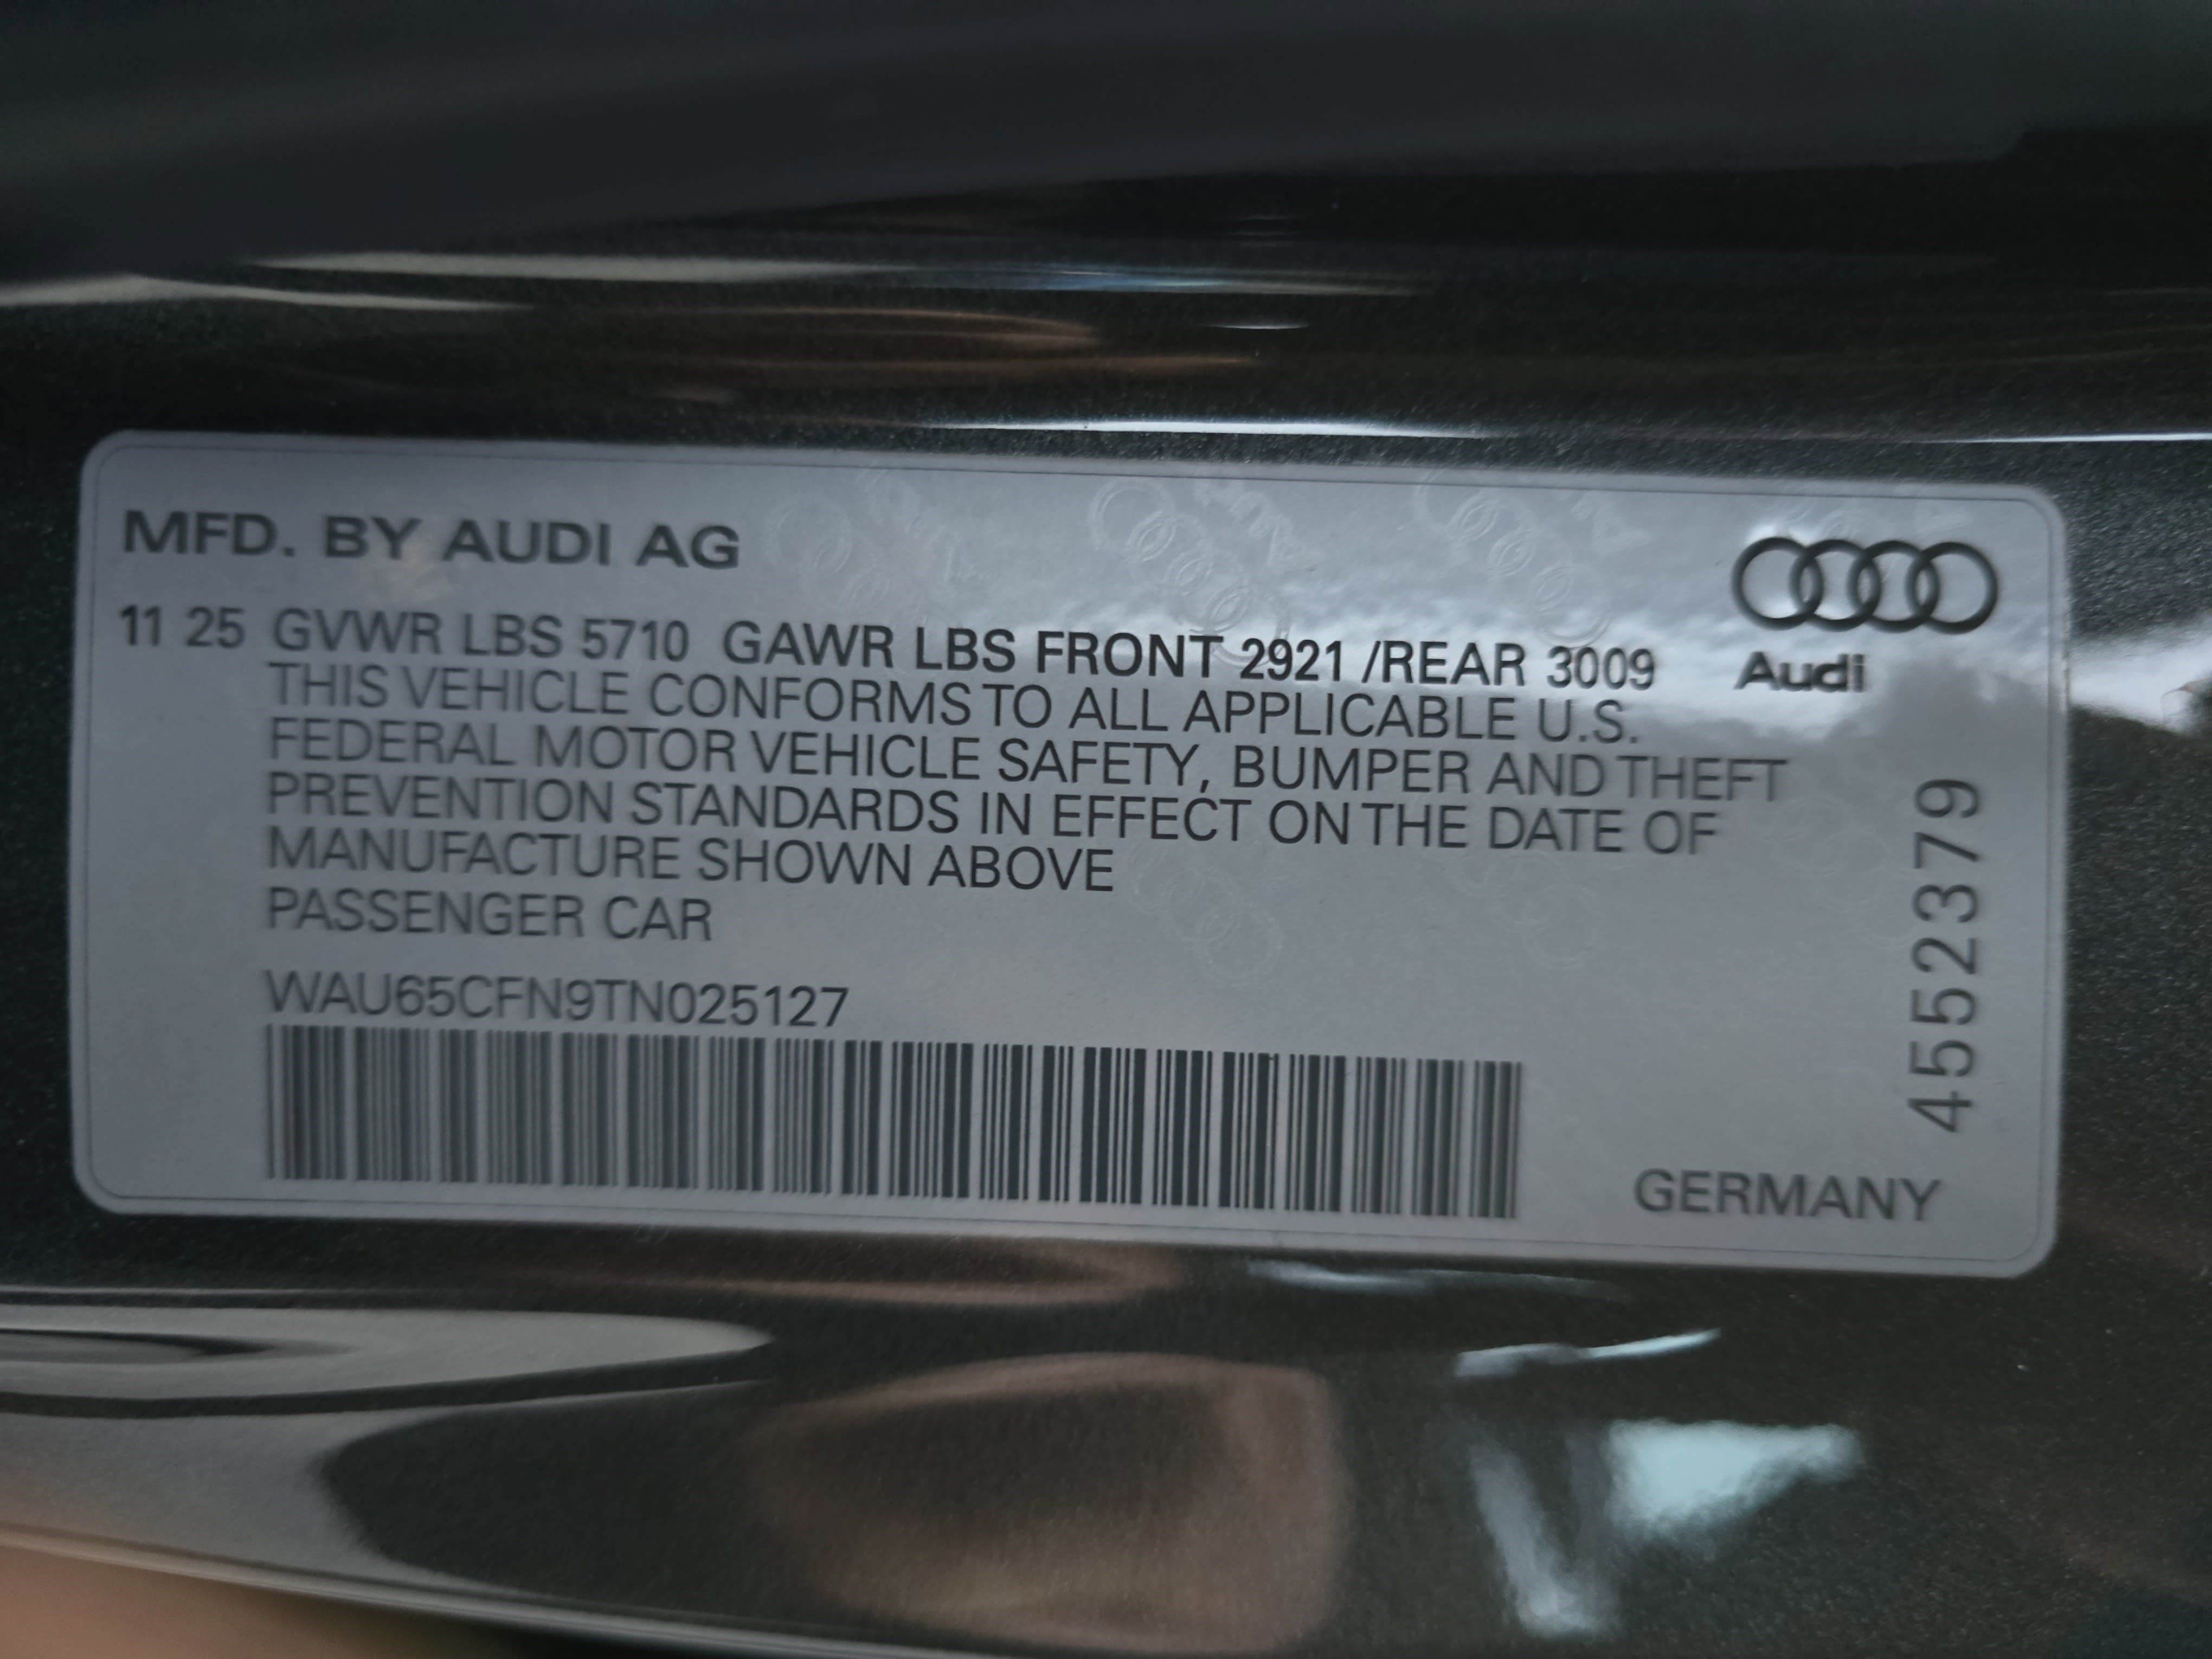 MFD. BY AUDI AG
11 25 GVWR LBS 5710 GAWR LBS FRONT 2921 /REAR 3009
THIS VEHICLE CONFORMS TO ALL APPLICABLE U.S.
FEDERAL MOTOR VEHICLE SAFETY, BUMPER AND THEFT
PREVENTION STANDARDS IN EFFECT ON THE DATE OF
MANUFACTURE SHOWN ABOVE
PASSENGER CAR
WAU65CFN9TN025127
Audi
4552379
GERMANY